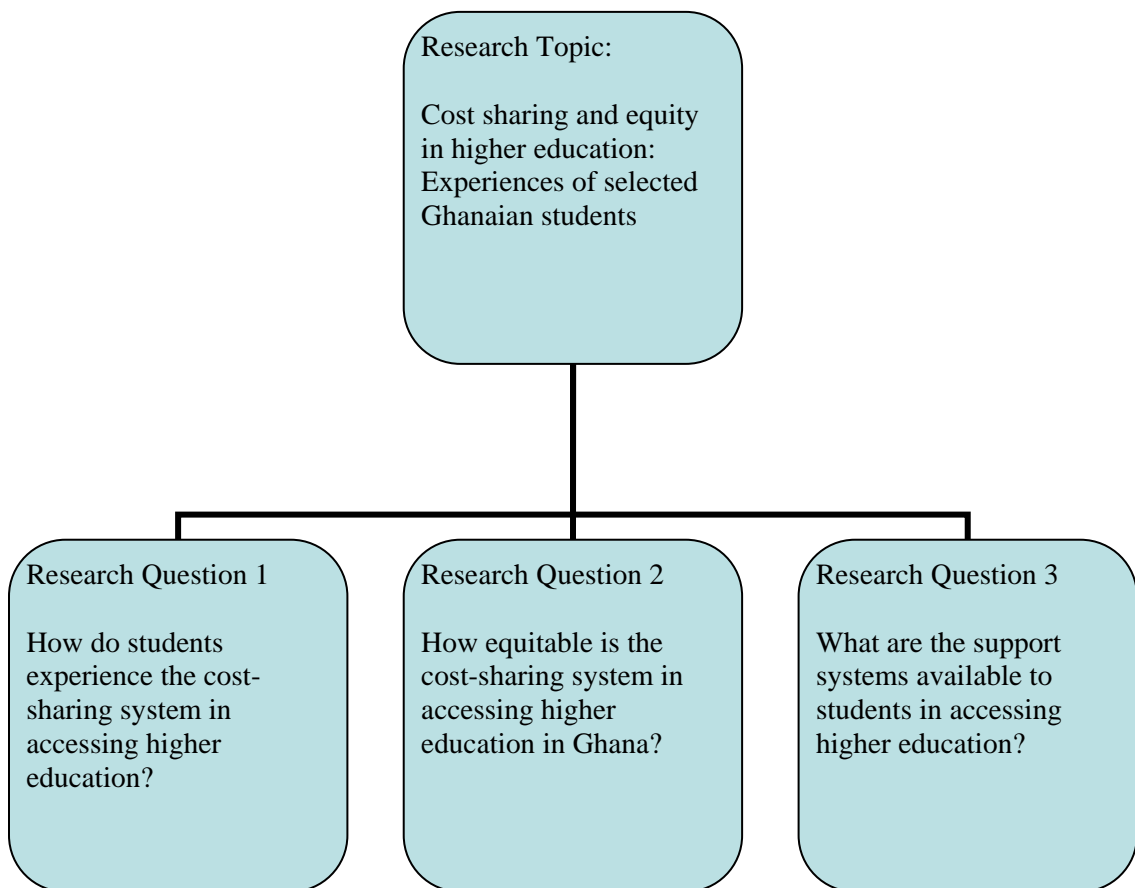 Research Topic:
Cost sharing and equity
in higher education:
Experiences of selected
Ghanaian students
Research Question 1
How do students
experience the cost-
sharing system in
accessing higher
education?
Research Question 2
How equitable is the
cost-sharing system in
accessing higher
education in Ghana?
Research Question 3
What are the support
systems available to
students in accessing
higher education?